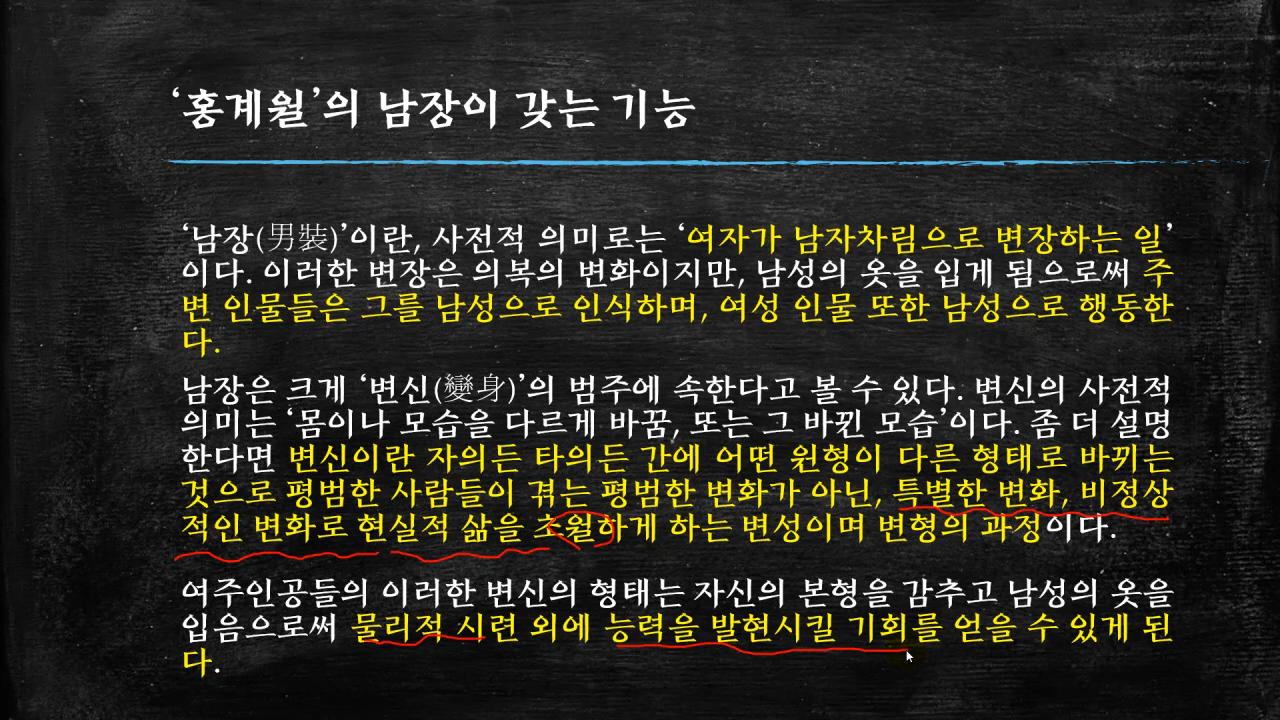 ‘홍계월’의 남장이 갖는 기능
‘남장(男裝)’이란, 사전적 의미로는 ‘여자가 남자차림으로 변장하는 일’
이다. 이러한 변장은 의복의 변화이지만, 남성의 옷을 입게 됨으로써 주
변 인물들은 그를 남성으로 인식하며, 여성 인물 또한 남성으로 행동한
다.
남장은 크게 ‘변신(變身)’의 범주에 속한다고 볼 수 있다. 변신의 사전적
의미는 ‘몸이나 모습을 다르게 바꿈, 또는 그 바뀐 모습’이다. 좀 더 설명
한다면 변신이란 자의든 타의든 간에 어떤 원형이 다른 형태로 바뀌는
것으로 평범한 사람들이 겪는 평범한 변화가 아닌, 특별한 변화, 비정상
적인 변화로 현실적 삶을 초월하게 하는 변성이며 변형의 과정이다.
여주인공들의 이러한 변신의 형태는 자신의 본형을 감추고 남성의 옷을
입음으로써 물리적 시련 외에 능력을 발현시킬 기회를 얻을 수 있게 된
다.